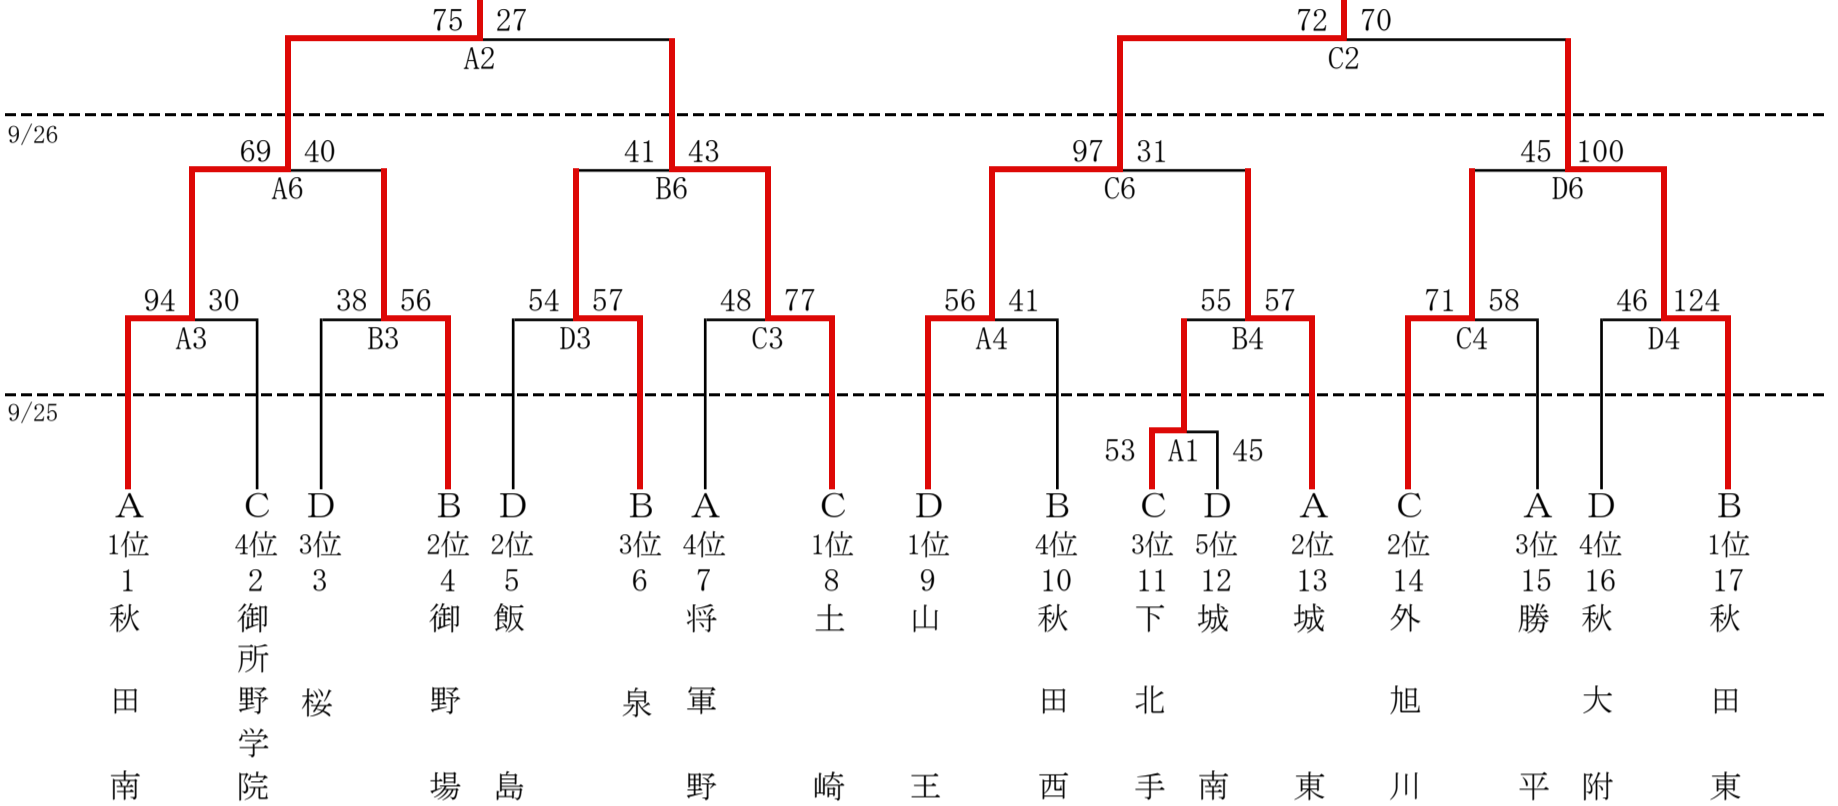 75 27 72 70
A2 C2
9/26
69 40 41 43 97 31 45 100
A6 B6 C6 D6
94 30 38 56 54 57 48 77 56 41 55 57 71 58 46 124
A3 B3 D3 C3 A4 B4 C4 D4
9/25
53 A1 45
A C D B D B A C D B C D A C A D B
1位 4位 3位 2位 2位 3位 4位 1位 1位 4位 3位 5位 2位 2位 3位 4位 1位
1 2 3 4 5 6 7 8 9 10 11 12 13 14 15 16 17
秋田南
御所野学院
桜
御野場
飯島
泉
将軍野
土崎
山王
秋田西
下北手
城南
城東
外旭川
勝平
秋大附
秋田東